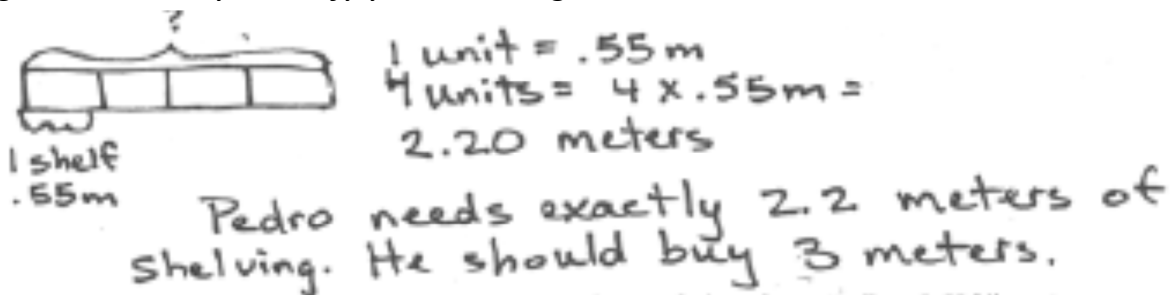 ?
1 unit = .55 m
4 units = 4 x .55m =
2.20 meters
1 shelf
.55m
Pedro needs exactly 2.2 meters of
shelving. He should buy 3 meters.